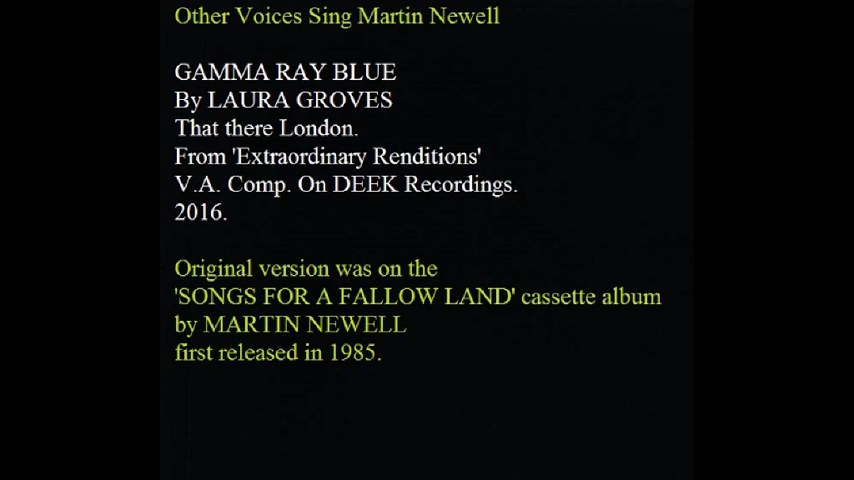 Other Voices Sing Martin Newell
GAMMA RAY BLUE
By LAURA GROVES
That there London.
From 'Extraordinary Renditions'
V.A. Comp. On DEEK Recordings.
2016.
Original version was on the
'SONGS FOR A FALLOW LAND' cassette album
by MARTIN NEWELL
first released in 1985.